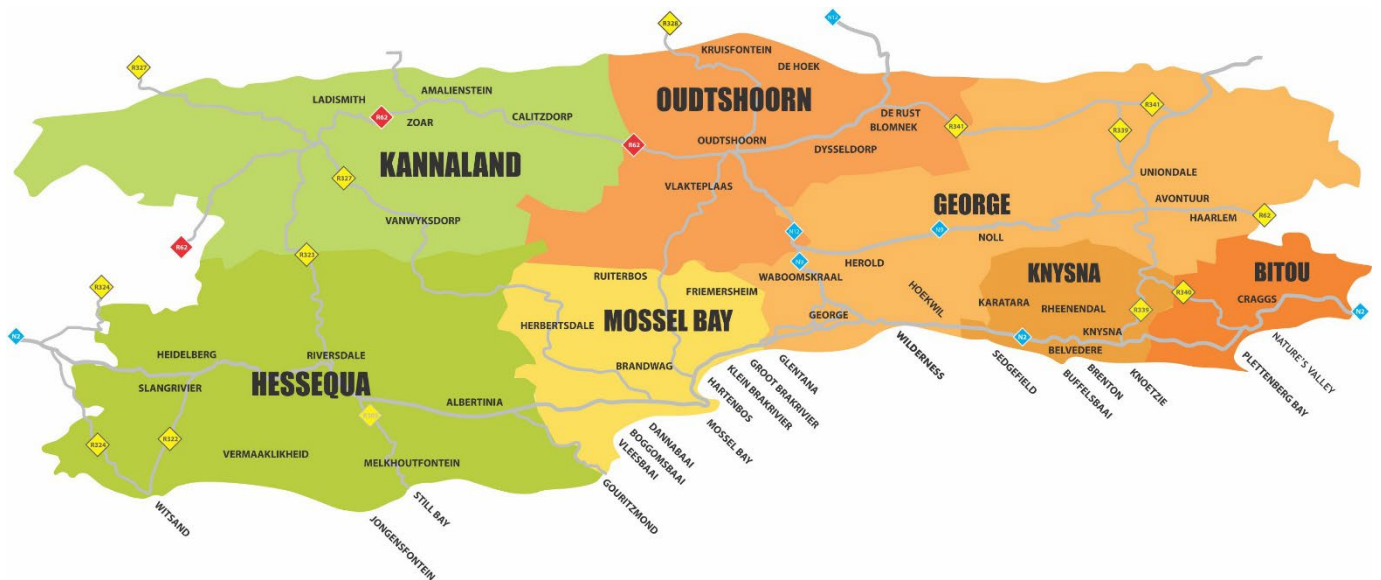 N12
R328
KRUISFONTEIN
DE HOEK
R327
AMALIENSTEIN
LADISMITH
OUDTSHOORN
R62
ZOAR
CALITZDORP
DE RUST
BLOMNEK
R341
R341
R339
R62
OUDTSHOORN
DYSSELDORP
KANNALAND
R327
VLAKTEPLAAS
UNIONDALE
AVONTUUR
HAARLEM
R62
VANWYKSDORP
GEORGE
N12
N9
NOLL
R62
R323
HEROLD
N9
RUITERBOS
WABOOMSKRAAL
KNYSNA
BITOU
R324
FRIEMERSHEIM
HOEKWIL
KARATARA
RHEENENDAL
R340
CRAGGS
R339
N2
HERBERTSDALE
MOSSEL BAY
GEORGE
KNYSNA
N2
N2
HEIDELBERG
RIVERSDALE
BELVEDERE
BRANDWAG
SLANGRIVIER
HESSEQUA
ALBERTINIA
R322
R324
VERMAAKLIKHEID
MELKHOUTFONTEIN
WITSAND
JONGENSFONTEIN
STILL BAY
GOURITZMOND
VLEESBAAI
BOGGOMSBAAI
DANNABAAI
MOSSEL BAY
HARTENBOS
KLEIN BRAKRIVIER
GROOT BRAKRIVIER
GLENTANA
WILDERNESS
SEDGEFIELD
BUFFELSBAAI
BRENTON
KNOETZIE
PLETTENBERG BAY
NATURE'S VALLEY